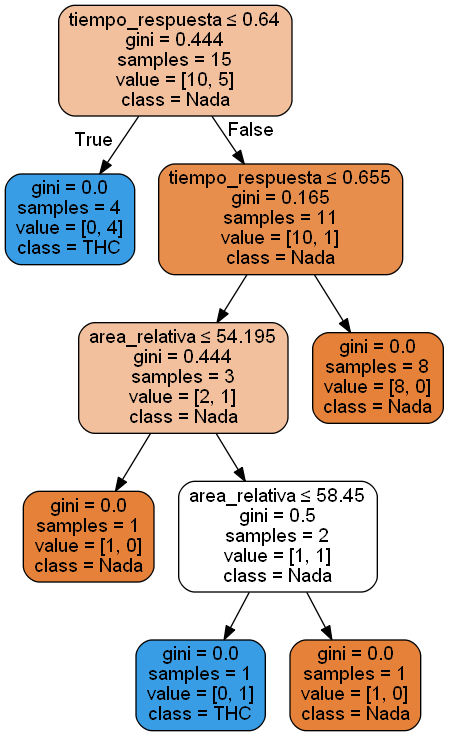 tiempo_respuesta ≤ 0.64
gini = 0.444
samples = 15
value = [10, 5]
class = Nada
True
False
gini = 0.0
samples = 4
value = [0, 4]
class = THC
tiempo_respuesta ≤ 0.655
gini = 0.165
samples = 11
value = [10, 1]
class = Nada
area_relativa ≤ 54.195
gini = 0.444
samples = 3
value = [2, 1]
class = Nada
gini = 0.0
samples = 8
value = [8, 0]
class = Nada
gini = 0.0
samples = 1
value = [1, 0]
class = Nada
area_relativa ≤ 58.45
gini = 0.5
samples = 2
value = [1, 1]
class = Nada
gini = 0.0
samples = 1
value = [0, 1]
class = THC
gini = 0.0
samples = 1
value = [1, 0]
class = Nada